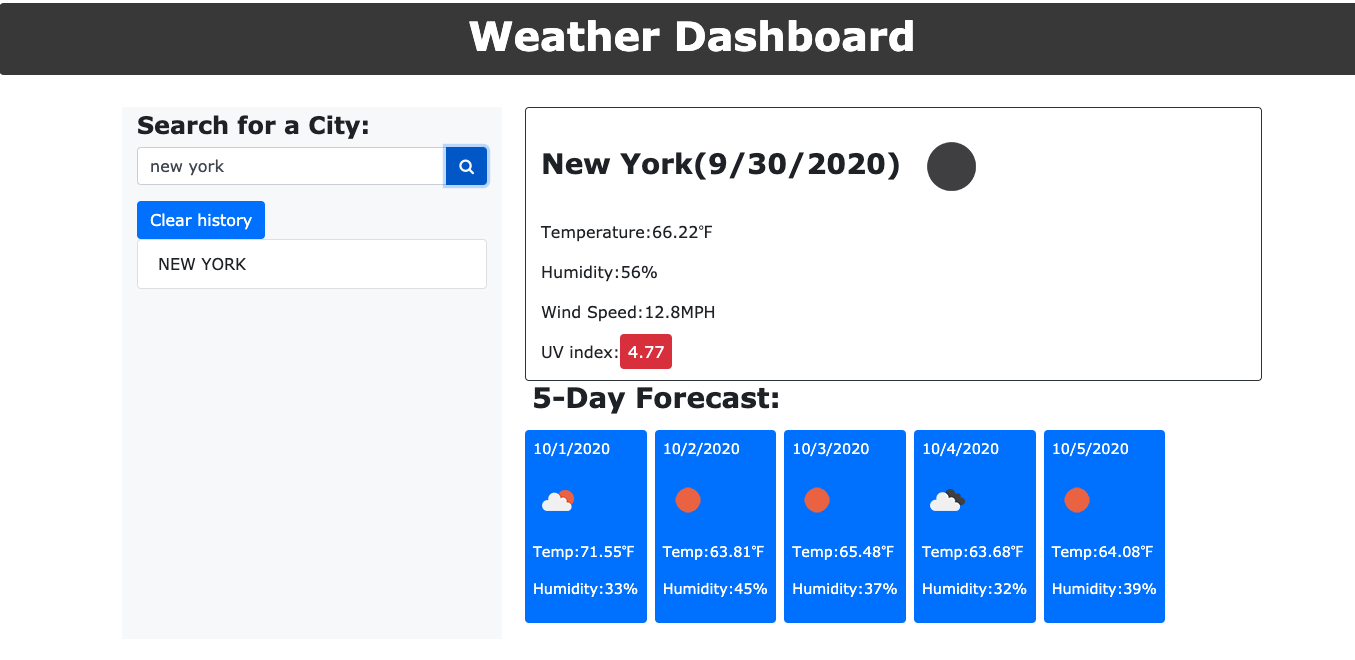 Weather Dashboard
Search for a City:
new york
Clear history
NEW YORK
New York(9/30/2020)
Temperature:66.22°F
Humidity:56%
Wind Speed:12.8MPH
UV index:4.77
5-Day Forecast:
10/1/2020
Temp:71.55°F
Humidity:33%
10/2/2020
Temp:63.81°F
Humidity:45%
10/3/2020
Temp:65.48°F
Humidity:37%
10/4/2020
Temp:63.68°F
Humidity:32%
10/5/2020
Temp:64.08°F
Humidity:39%